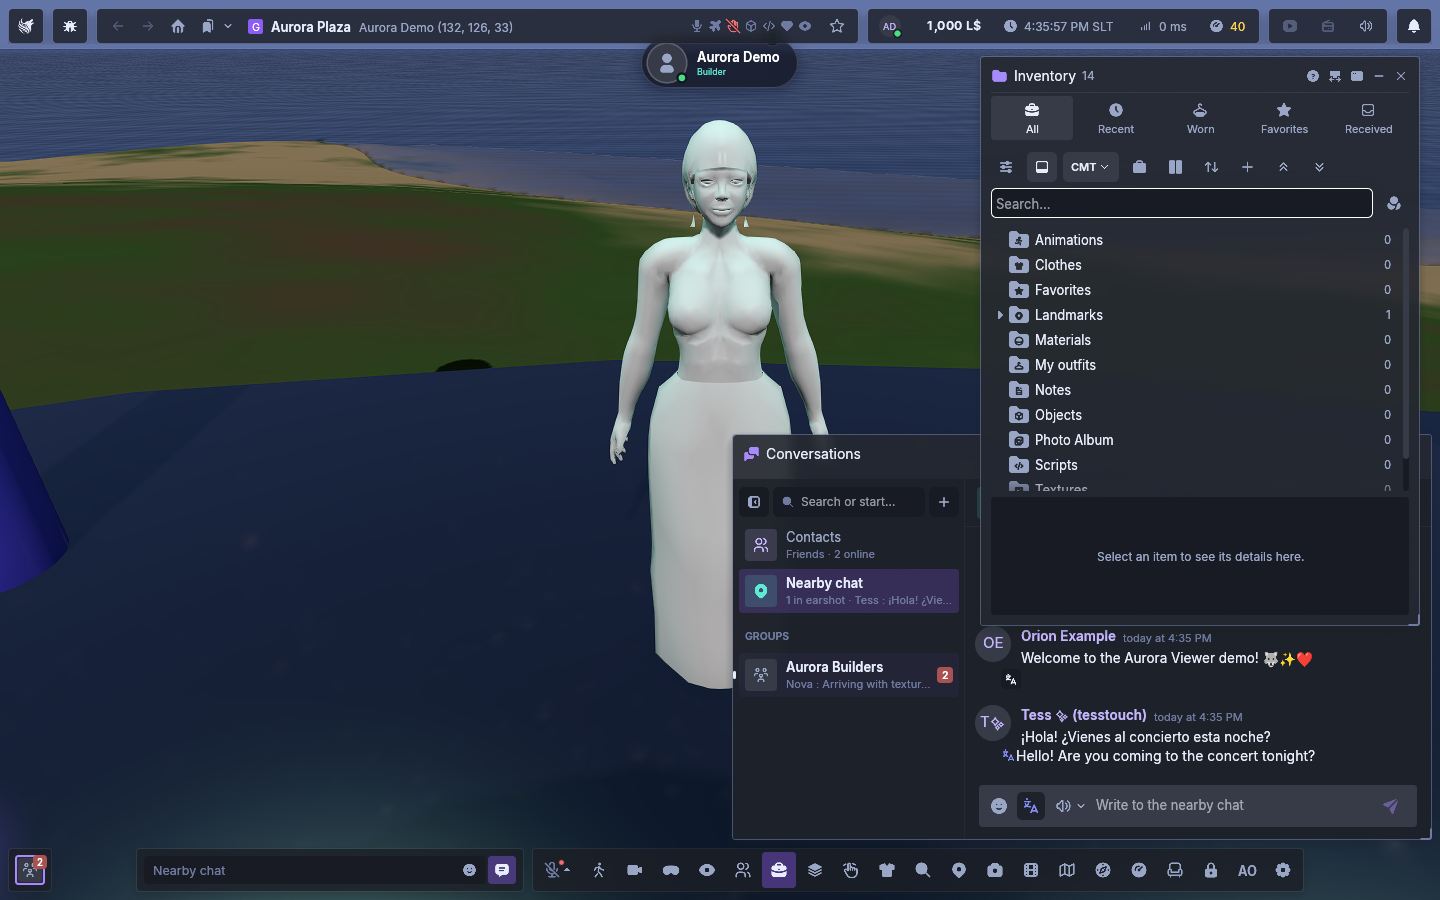 G Aurora Plaza Aurora Demo (132, 126, 33)
AD 1,000 L$ 4:35:57 PM SLT 0 ms 40
Aurora Demo
Builder
Inventory 14
All Recent Worn Favorites Received
CMT
Search...
Animations 0
Clothes 0
Favorites 0
Landmarks 1
Materials 0
My outfits 0
Notes 0
Objects 0
Photo Album 0
Scripts 0
Textures 0
Select an item to see its details here.
Conversations
Search or start...
Contacts
Friends · 2 online
Nearby chat
1 in earshot · Tess : ¡Hola! ¿Vie...
GROUPS
Aurora Builders
Nova : Arriving with textur... 2
OE Orion Example today at 4:35 PM
Welcome to the Aurora Viewer demo! 🐺✨❤️
T Tess (tesstouch) today at 4:35 PM
¡Hola! ¿Vienes al concierto esta noche?
Hello! Are you coming to the concert tonight?
Write to the nearby chat
2
Nearby chat
AO